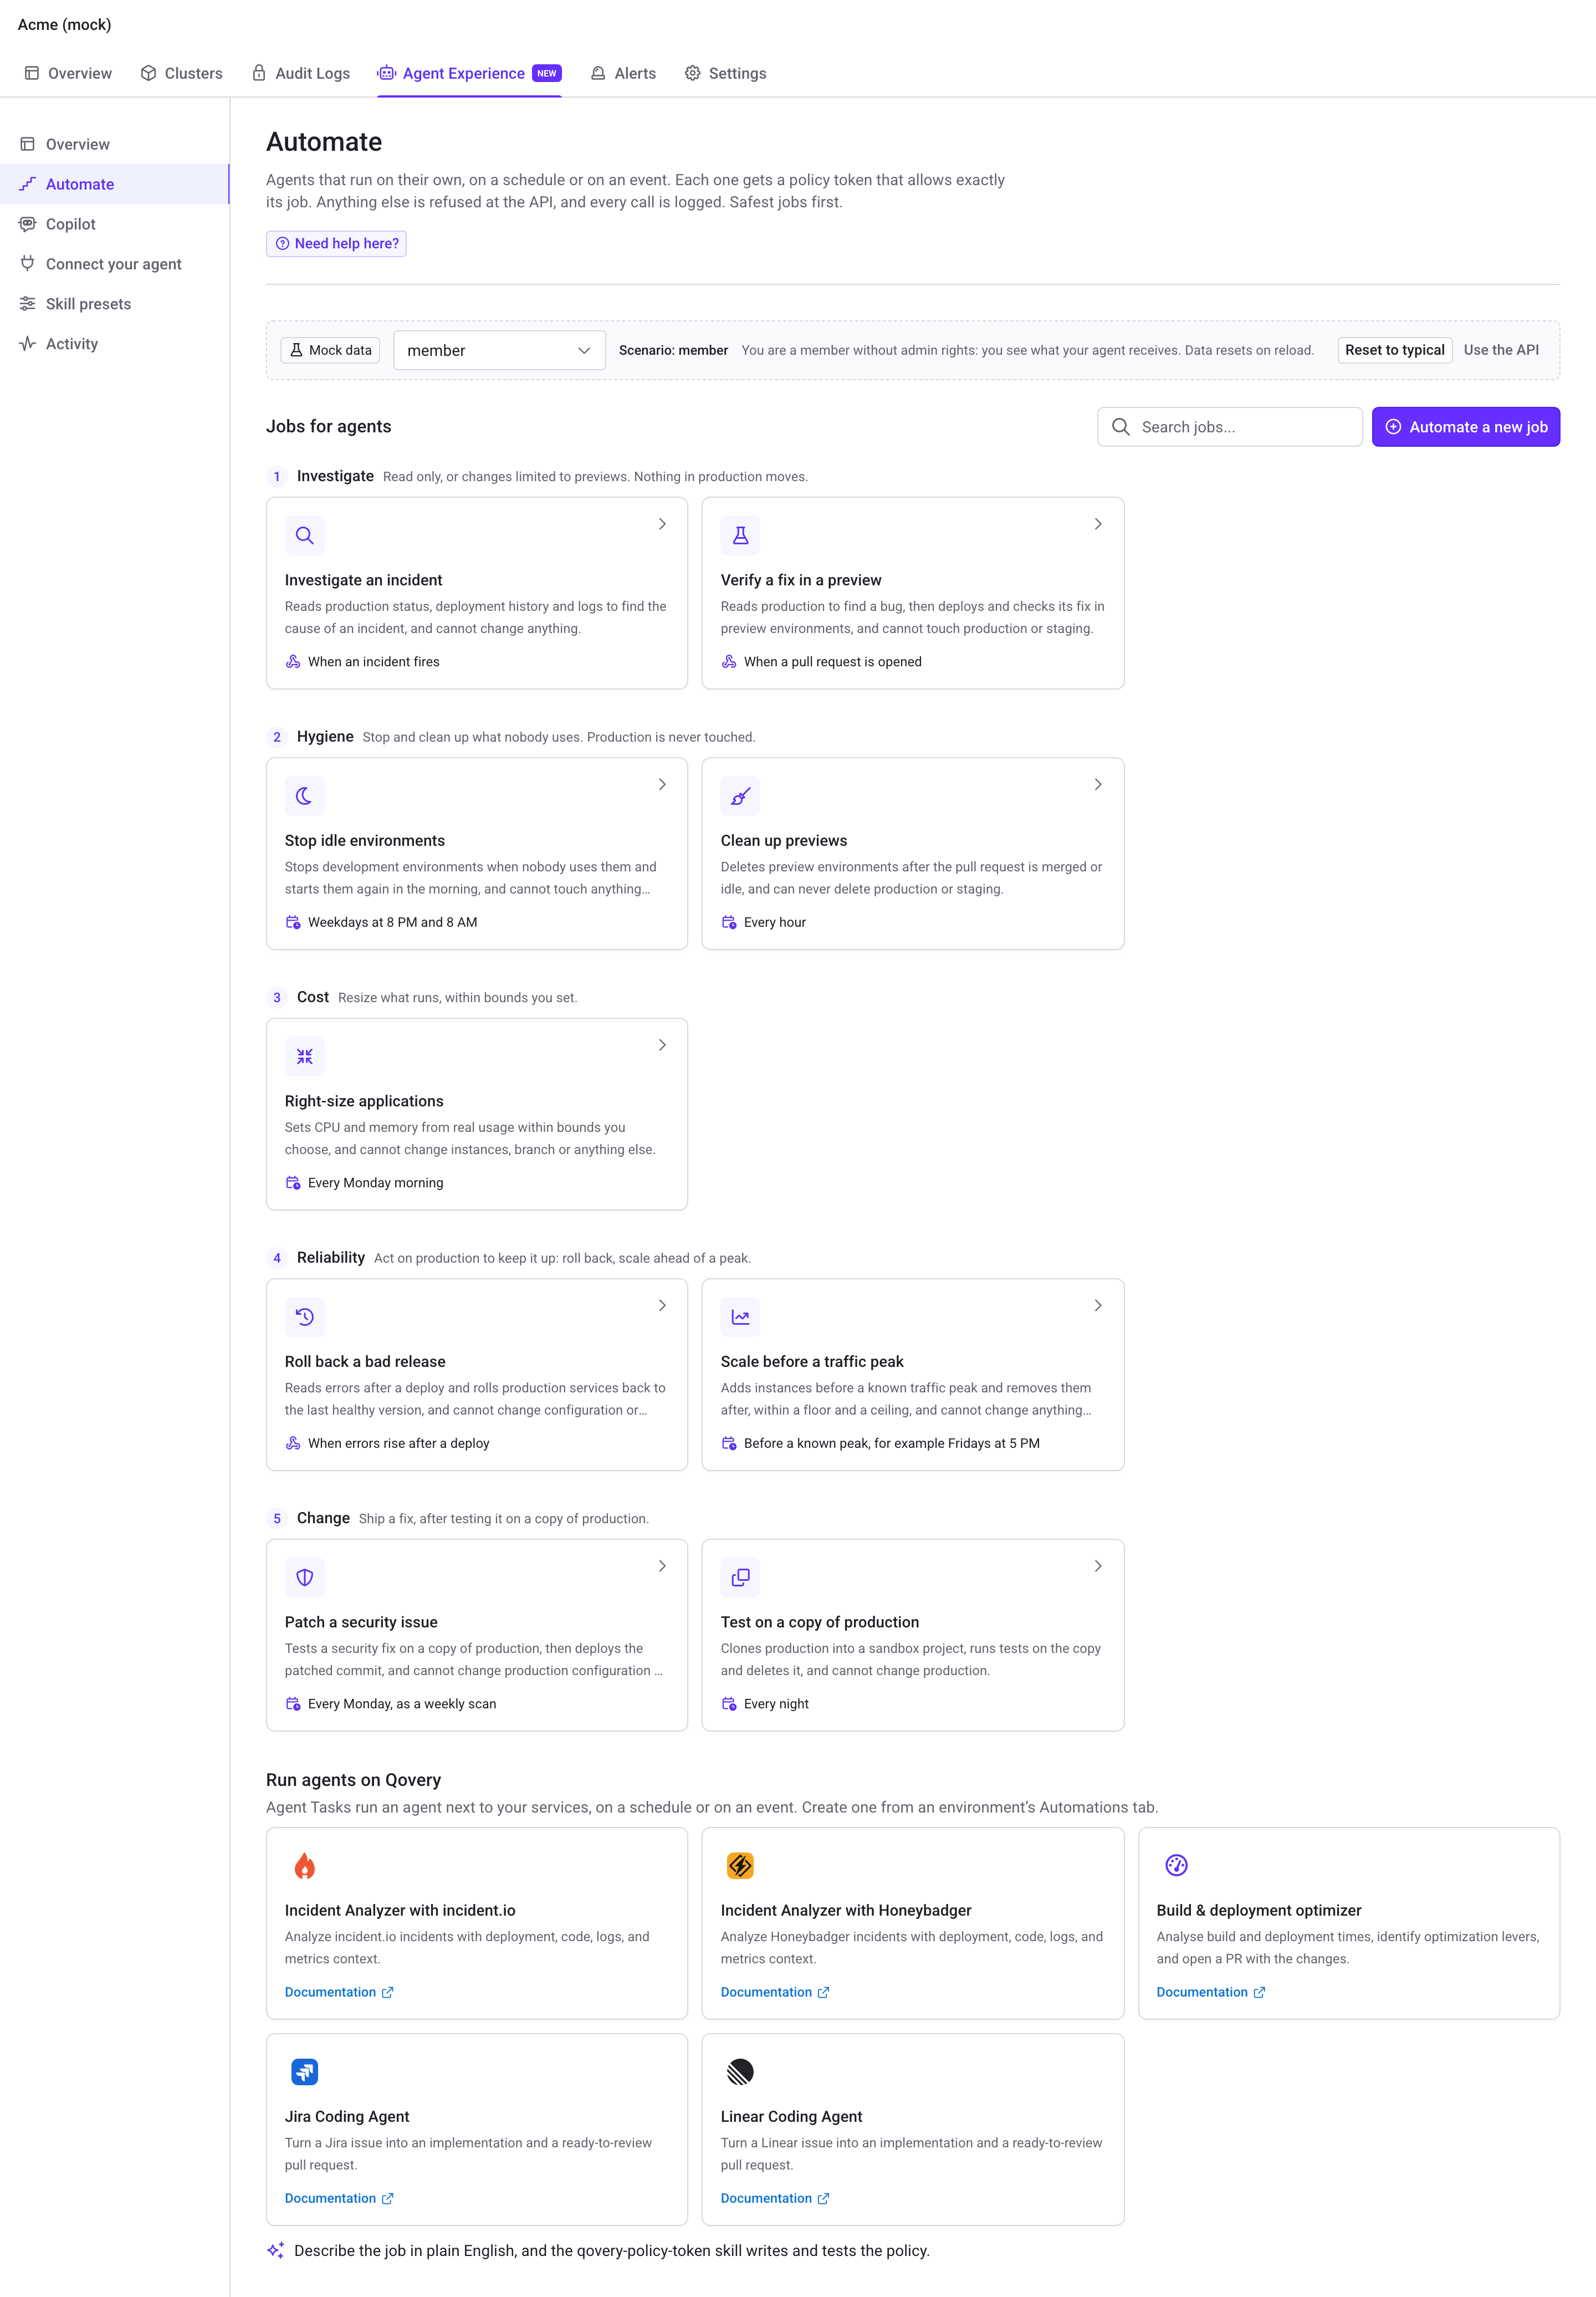 Acme (mock)
Overview
Clusters
Audit Logs
Agent Experience NEW
Alerts
Settings
Overview
Automate
Copilot
Connect your agent
Skill presets
Activity
Automate
Agents that run on their own, on a schedule or on an event. Each one gets a policy token that allows exactly
its job. Anything else is refused at the API, and every call is logged. Safest jobs first.
Need help here?
Mock data
member
Scenario: member You are a member without admin rights: you see what your agent receives. Data resets on reload.
Reset to typical
Use the API
Jobs for agents
Search jobs...
Automate a new job
1 Investigate Read only, or changes limited to previews. Nothing in production moves.
Investigate an incident
Reads production status, deployment history and logs to find the
cause of an incident, and cannot change anything.
When an incident fires
Verify a fix in a preview
Reads production to find a bug, then deploys and checks its fix in
preview environments, and cannot touch production or staging.
When a pull request is opened
2 Hygiene Stop and clean up what nobody uses. Production is never touched.
Stop idle environments
Stops development environments when nobody uses them and
starts them again in the morning, and cannot touch anything…
Weekdays at 8 PM and 8 AM
Clean up previews
Deletes preview environments after the pull request is merged or
idle, and can never delete production or staging.
Every hour
3 Cost Resize what runs, within bounds you set.
Right-size applications
Sets CPU and memory from real usage within bounds you
choose, and cannot change instances, branch or anything else.
Every Monday morning
4 Reliability Act on production to keep it up: roll back, scale ahead of a peak.
Roll back a bad release
Reads errors after a deploy and rolls production services back to
the last healthy version, and cannot change configuration or…
When errors rise after a deploy
Scale before a traffic peak
Adds instances before a known traffic peak and removes them
after, within a floor and a ceiling, and cannot change anything…
Before a known peak, for example Fridays at 5 PM
5 Change Ship a fix, after testing it on a copy of production.
Patch a security issue
Tests a security fix on a copy of production, then deploys the
patched commit, and cannot change production configuration …
Every Monday, as a weekly scan
Test on a copy of production
Clones production into a sandbox project, runs tests on the copy
and deletes it, and cannot change production.
Every night
Run agents on Qovery
Agent Tasks run an agent next to your services, on a schedule or on an event. Create one from an environment’s Automations tab.
Incident Analyzer with incident.io
Analyze incident.io incidents with deployment, code, logs, and
metrics context.
Documentation
Incident Analyzer with Honeybadger
Analyze Honeybadger incidents with deployment, code, logs, and
metrics context.
Documentation
Build & deployment optimizer
Analyse build and deployment times, identify optimization levers,
and open a PR with the changes.
Documentation
Jira Coding Agent
Turn a Jira issue into an implementation and a ready-to-review
pull request.
Documentation
Linear Coding Agent
Turn a Linear issue into an implementation and a ready-to-review
pull request.
Documentation
Describe the job in plain English, and the qovery-policy-token skill writes and tests the policy.